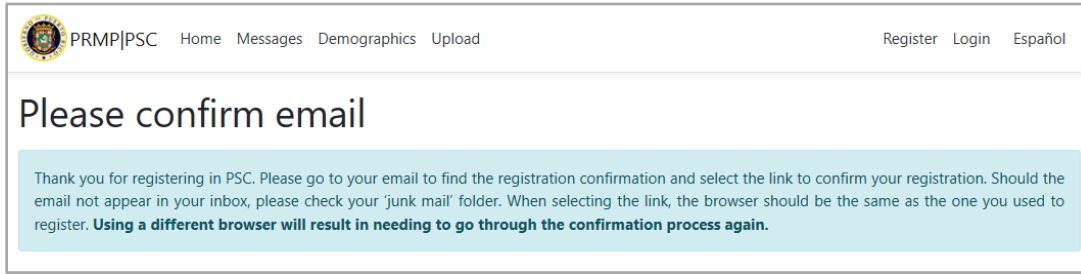 PRMP|PSC Home Messages Demographics Upload Register Login Español
Please confirm email
Thank you for registering in PSC. Please go to your email to find the registration confirmation and select the link to confirm your registration. Should the
email not appear in your inbox, please check your 'junk mail' folder. When selecting the link, the browser should be the same as the one you used to
register. Using a different browser will result in needing to go through the confirmation process again.